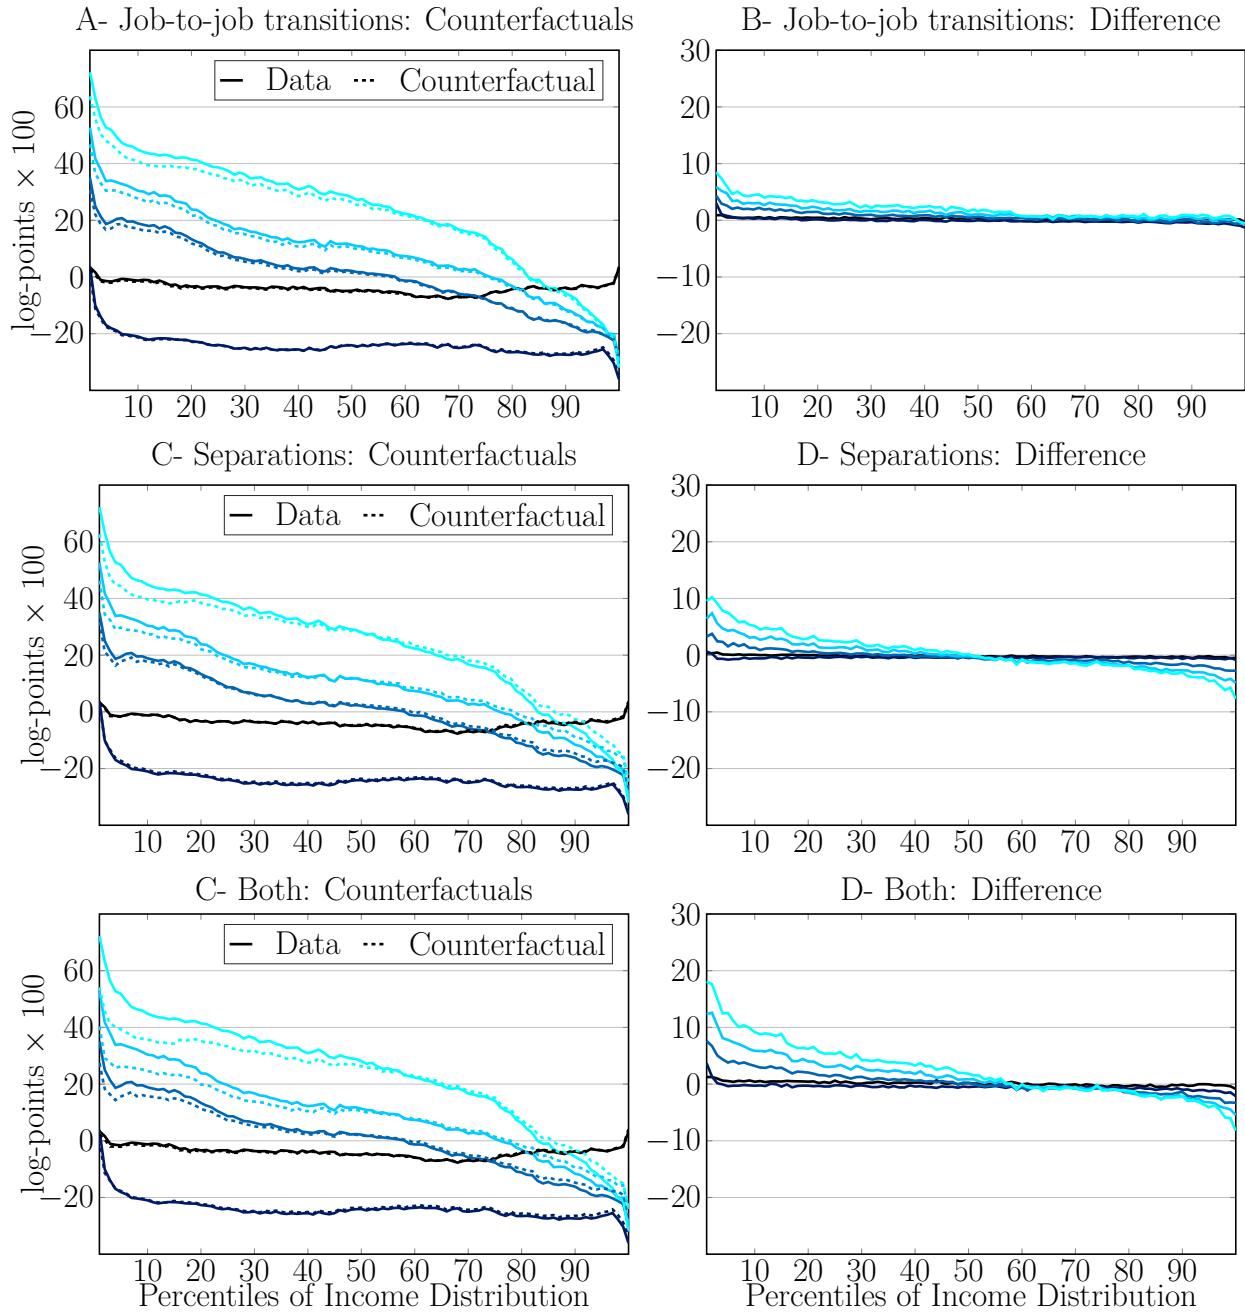 A- Job-to-job transitions: Counterfactuals
B- Job-to-job transitions: Difference
Data Counterfactual
log-points × 100
60
40
20
0
−20
10 20 30 40 50 60 70 80 90
30
20
10
0
−10
−20
10 20 30 40 50 60 70 80 90
C- Separations: Counterfactuals
D- Separations: Difference
Data Counterfactual
log-points × 100
60
40
20
0
−20
10 20 30 40 50 60 70 80 90
30
20
10
0
−10
−20
10 20 30 40 50 60 70 80 90
C- Both: Counterfactuals
D- Both: Difference
Data Counterfactual
log-points × 100
60
40
20
0
−20
10 20 30 40 50 60 70 80 90
Percentiles of Income Distribution
30
20
10
0
−10
−20
10 20 30 40 50 60 70 80 90
Percentiles of Income Distribution